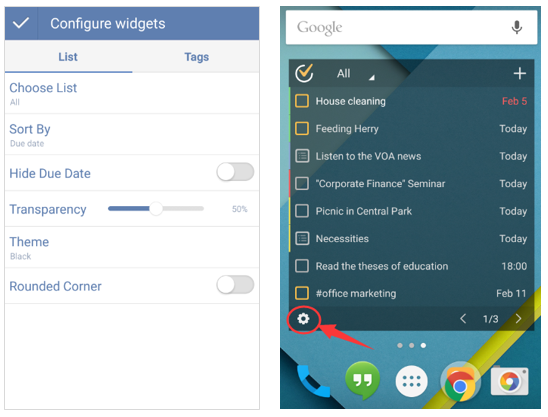 Configure widgets
List Tags
Choose List
All
Sort By
Due date
Hide Due Date
Transparency 50%
Theme
Black
Rounded Corner
Google
All
House cleaning Feb 5
Feeding Herry Today
Listen to the VOA news Today
"Corporate Finance" Seminar Today
Picnic in Central Park Today
Necessities Today
Read the theses of education 18:00
#office marketing Feb 11
1/3